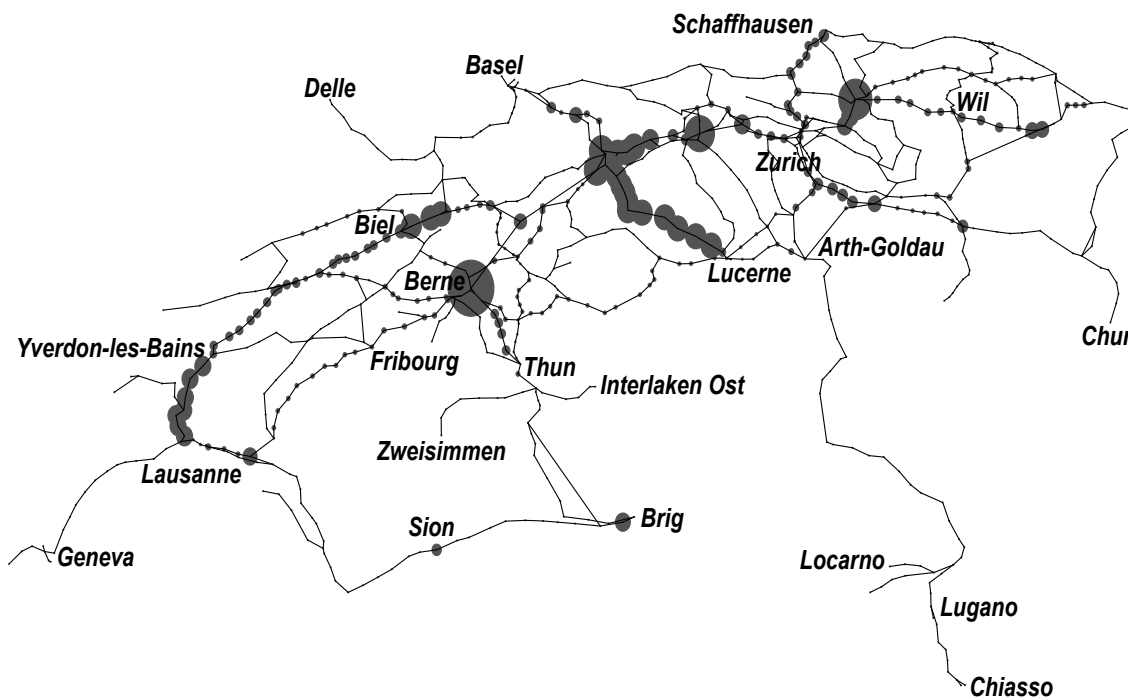 Schaffhausen
Basel
Delle
Wil
Zurich
Biel
Arth-Goldau
Lucerne
Berne
Chur
Yverdon-les-Bains
Fribourg
Thun
Interlaken Ost
Zweisimmen
Lausanne
Sion
Brig
Geneva
Locarno
Lugano
Chiasso